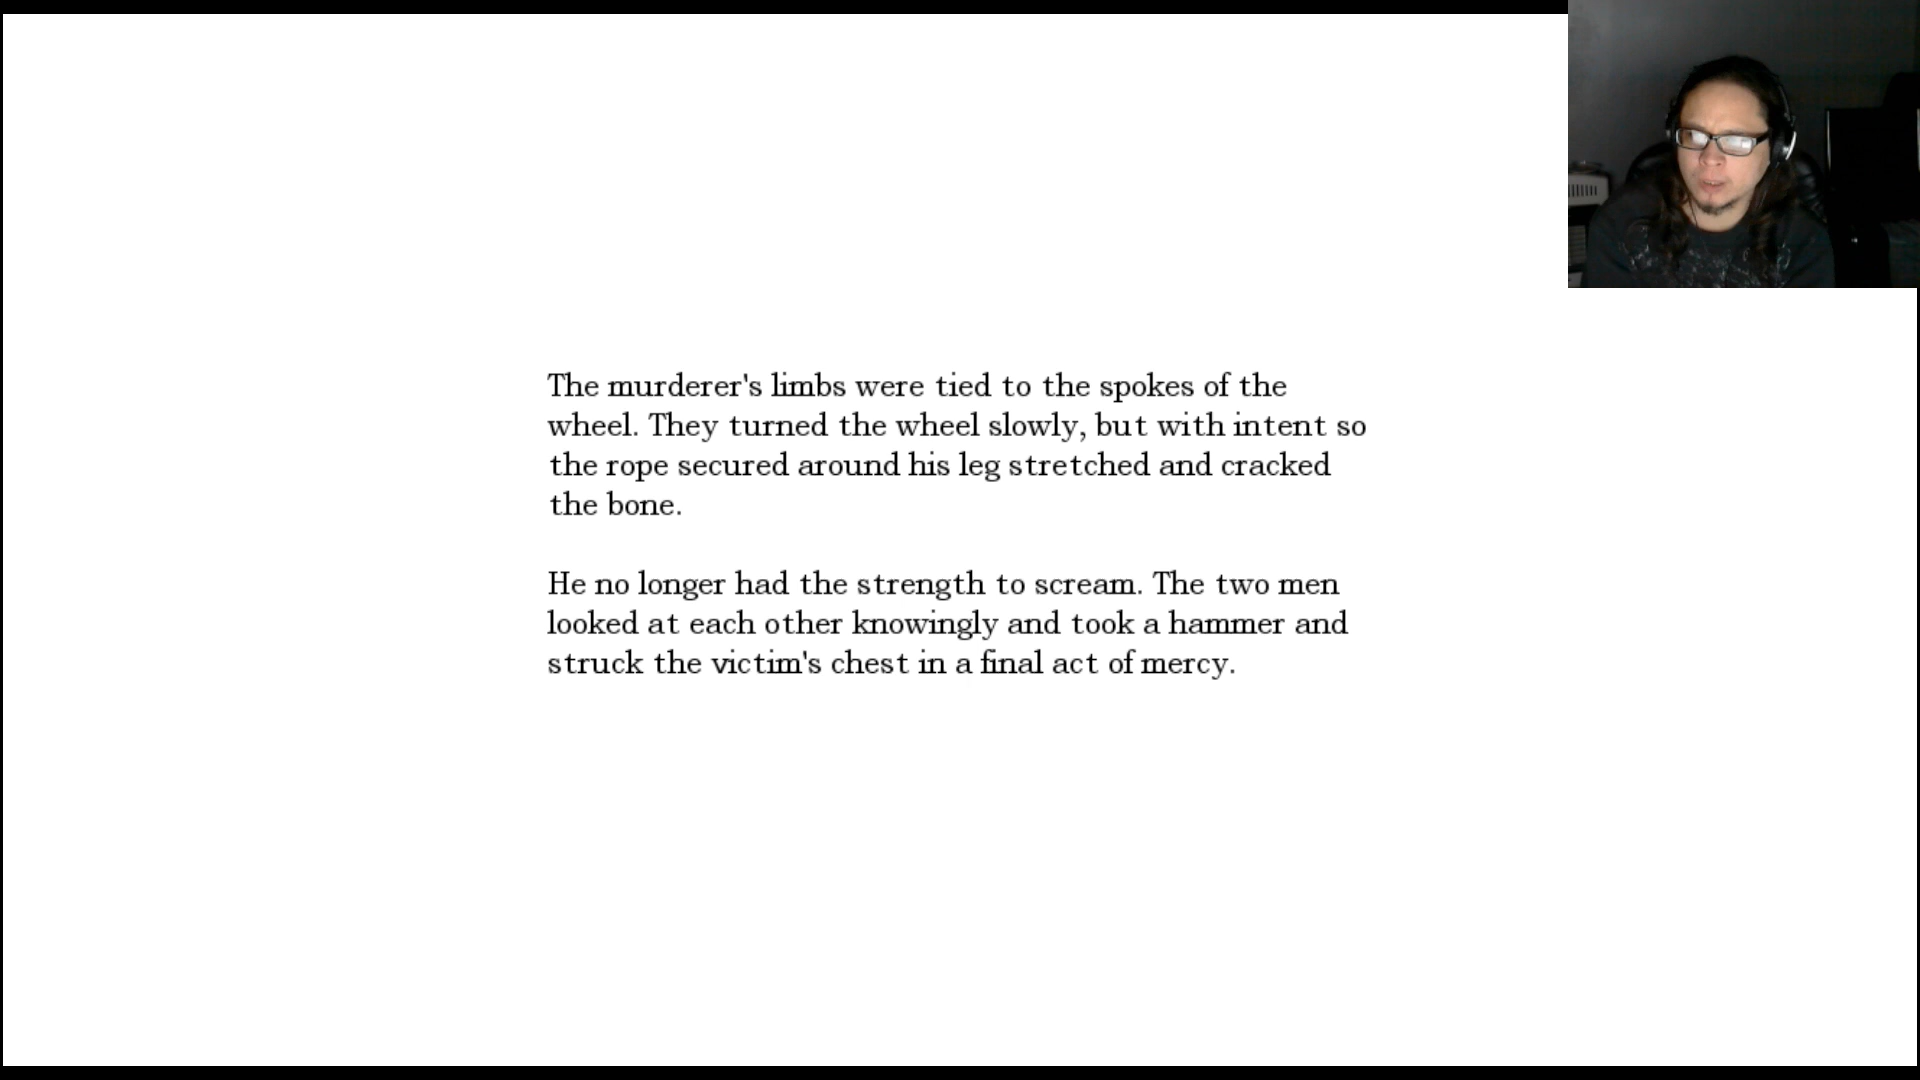 The murderer's limbs were tied to the spokes of the
wheel. They turned the wheel slowly, but with intent so
the rope secured around his leg stretched and cracked
the bone.
He no longer had the strength to scream. The two men
looked at each other knowingly and took a hammer and
struck the victim's chest in a final act of mercy.